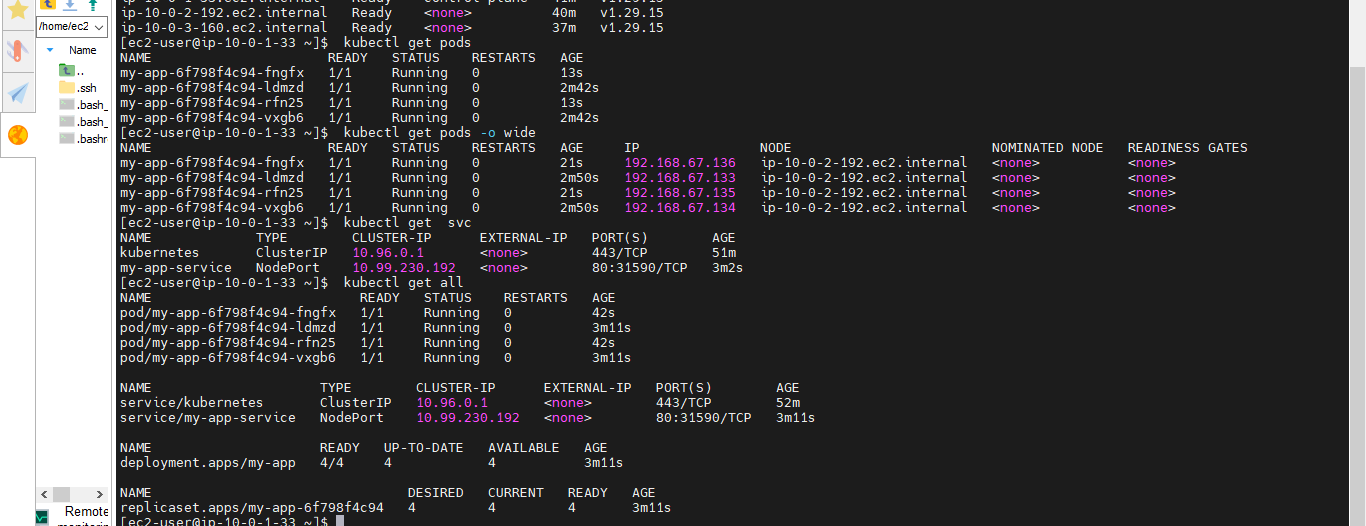 /home/ec2
Name
..
.ssh
.bash_
.bash_
.bashr
Remote
monitorin
ip-10-0-2-192.ec2.internal   Ready    <none>          40m   v1.29.15
ip-10-0-3-160.ec2.internal   Ready    <none>          37m   v1.29.15
[ec2-user@ip-10-0-1-33 ~]$  kubectl get pods
NAME                      READY   STATUS    RESTARTS   AGE
my-app-6f798f4c94-fngfx   1/1     Running   0          13s
my-app-6f798f4c94-ldmzd   1/1     Running   0          2m42s
my-app-6f798f4c94-rfn25   1/1     Running   0          13s
my-app-6f798f4c94-vxgb6   1/1     Running   0          2m42s
[ec2-user@ip-10-0-1-33 ~]$  kubectl get pods -o wide
NAME                      READY   STATUS    RESTARTS   AGE     IP               NODE                         NOMINATED NODE   READINESS GATES
my-app-6f798f4c94-fngfx   1/1     Running   0          21s     192.168.67.136   ip-10-0-2-192.ec2.internal   <none>           <none>
my-app-6f798f4c94-ldmzd   1/1     Running   0          2m50s   192.168.67.133   ip-10-0-2-192.ec2.internal   <none>           <none>
my-app-6f798f4c94-rfn25   1/1     Running   0          21s     192.168.67.135   ip-10-0-2-192.ec2.internal   <none>           <none>
my-app-6f798f4c94-vxgb6   1/1     Running   0          2m50s   192.168.67.134   ip-10-0-2-192.ec2.internal   <none>           <none>
[ec2-user@ip-10-0-1-33 ~]$  kubectl get  svc
NAME             TYPE        CLUSTER-IP      EXTERNAL-IP   PORT(S)        AGE
kubernetes       ClusterIP   10.96.0.1       <none>        443/TCP        51m
my-app-service   NodePort    10.99.230.192   <none>        80:31590/TCP   3m2s
[ec2-user@ip-10-0-1-33 ~]$  kubectl get all
NAME                          READY   STATUS    RESTARTS   AGE
pod/my-app-6f798f4c94-fngfx   1/1     Running   0          42s
pod/my-app-6f798f4c94-ldmzd   1/1     Running   0          3m11s
pod/my-app-6f798f4c94-rfn25   1/1     Running   0          42s
pod/my-app-6f798f4c94-vxgb6   1/1     Running   0          3m11s
NAME                     TYPE        CLUSTER-IP      EXTERNAL-IP   PORT(S)        AGE
service/kubernetes       ClusterIP   10.96.0.1       <none>        443/TCP        52m
service/my-app-service   NodePort    10.99.230.192   <none>        80:31590/TCP   3m11s
NAME                     READY   UP-TO-DATE   AVAILABLE   AGE
deployment.apps/my-app   4/4     4            4           3m11s
NAME                                DESIRED   CURRENT   READY   AGE
replicaset.apps/my-app-6f798f4c94   4         4         4       3m11s
[ec2-user@ip-10-0-1-33 ~]$